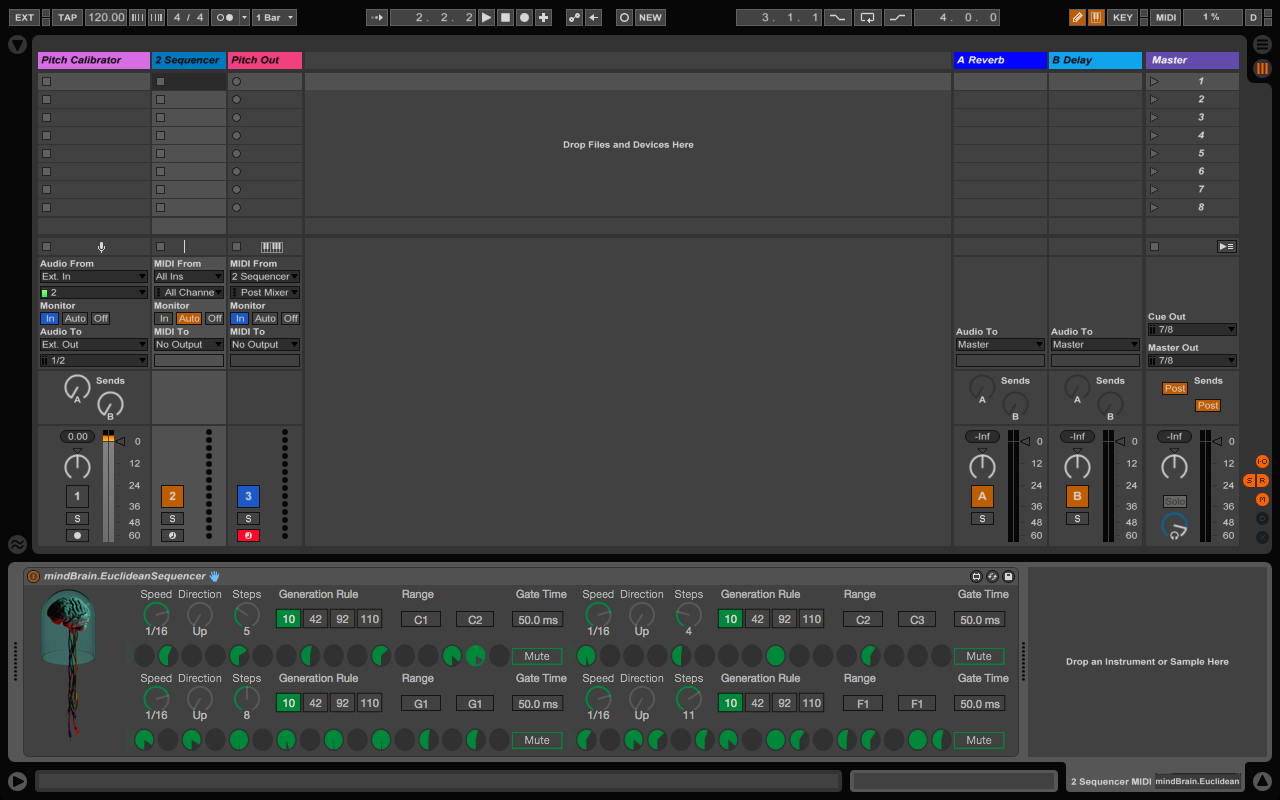 EXT TAP 120.00 4 / 4 1 Bar 2. 2. 2 NEW 3. 1. 1 4. 0. 0 KEY MIDI 1 % D
Pitch Calibrator 2 Sequencer Pitch Out A Reverb B Delay Master
1
2
3
4
5
6
7
8
Drop Files and Devices Here
Audio From MIDI From MIDI From
Ext. In All Ins 2 Sequencer
2 All Channe Post Mixer
Monitor Monitor Monitor
In Auto Off In Auto Off In Auto Off
Audio To MIDI To MIDI To
Ext. Out No Output No Output
1/2
Audio To Audio To
Master Master
Cue Out
7/8
Master Out
7/8
Sends Sends Sends Sends
A B A B A B Post Post
0.00 -Inf -Inf -Inf
0 0 0 0
12 12 12 12
24 24 24 24
36 36 36 36
48 48 48 48
60 60 60 60
1 2 3 A B Solo
S S S S S
I·O
S R
M
D
X
mindBrain.EuclideanSequencer
Speed Direction Steps Generation Rule Range Gate Time Speed Direction Steps Generation Rule Range Gate Time
1/16 Up 5 10 42 92 110 C1 C2 50.0 ms 1/16 Up 4 10 42 92 110 C2 C3 50.0 ms
Mute Mute
Speed Direction Steps Generation Rule Range Gate Time Speed Direction Steps Generation Rule Range Gate Time
1/16 Up 8 10 42 92 110 G1 G1 50.0 ms 1/16 Up 11 10 42 92 110 F1 F1 50.0 ms
Mute Mute
Drop an Instrument or Sample Here
2 Sequencer MIDI mindBrain.Euclidean